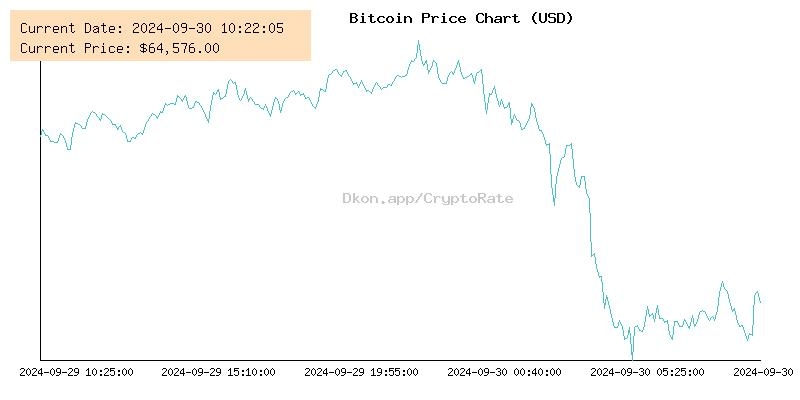 Bitcoin Price Chart (USD)
Current Date: 2024-09-30 10:22:05
Current Price: $64,576.00
Dkon.app/CryptoRate
2024-09-29 10:25:00 2024-09-29 15:10:00 2024-09-29 19:55:00 2024-09-30 00:40:00 2024-09-30 05:25:00 2024-09-30